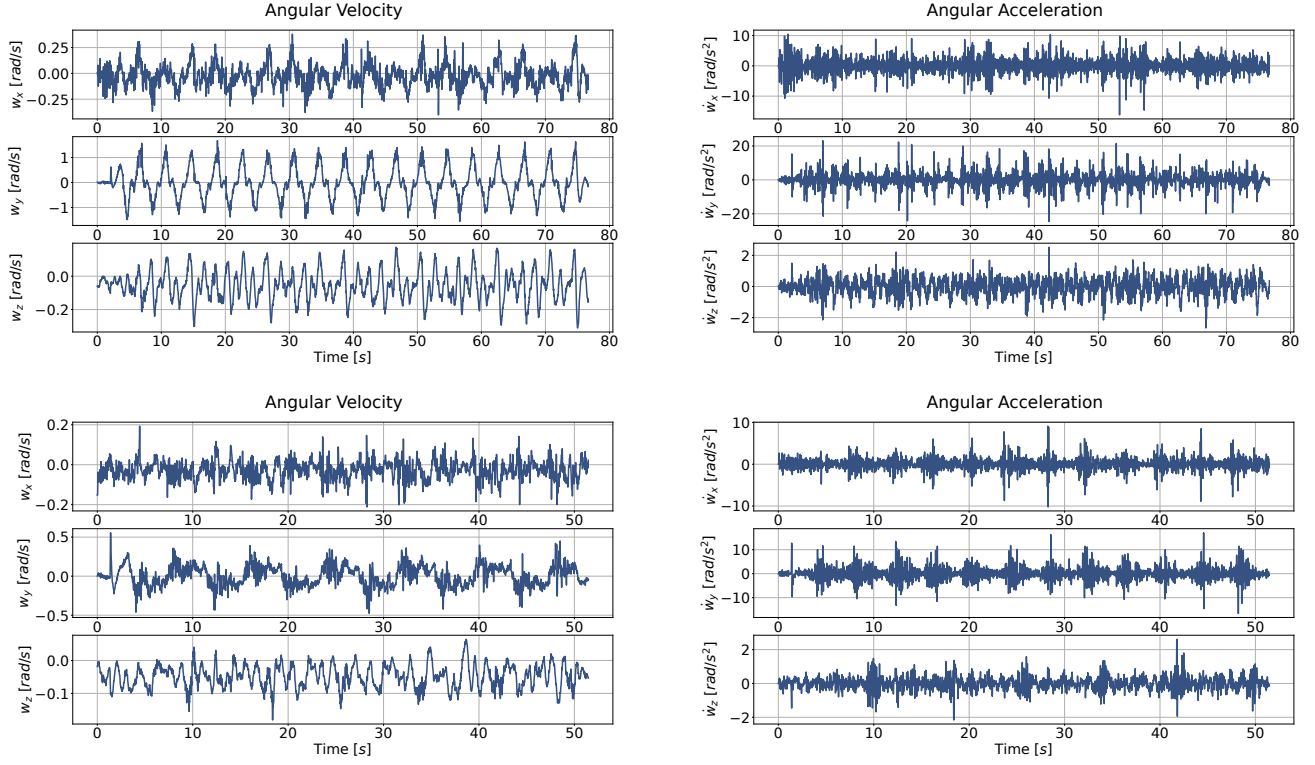 Angular Velocity
w_x [rad/s]
0.25
0.00
−0.25
0 10 20 30 40 50 60 70 80
w_y [rad/s]
1
0
−1
0 10 20 30 40 50 60 70 80
w_z [rad/s]
0.0
−0.2
0 10 20 30 40 50 60 70 80
Time [s]
Angular Acceleration
ẇ_x [rad/s²]
10
0
−10
0 10 20 30 40 50 60 70 80
ẇ_y [rad/s²]
20
0
−20
0 10 20 30 40 50 60 70 80
ẇ_z [rad/s²]
2
0
−2
0 10 20 30 40 50 60 70 80
Time [s]
Angular Velocity
w_x [rad/s]
0.2
0.0
−0.2
0 10 20 30 40 50
w_y [rad/s]
0.5
0.0
−0.5
0 10 20 30 40 50
w_z [rad/s]
0.0
−0.1
0 10 20 30 40 50
Time [s]
Angular Acceleration
ẇ_x [rad/s²]
10
0
−10
0 10 20 30 40 50
ẇ_y [rad/s²]
10
0
−10
0 10 20 30 40 50
ẇ_z [rad/s²]
2
0
−2
0 10 20 30 40 50
Time [s]